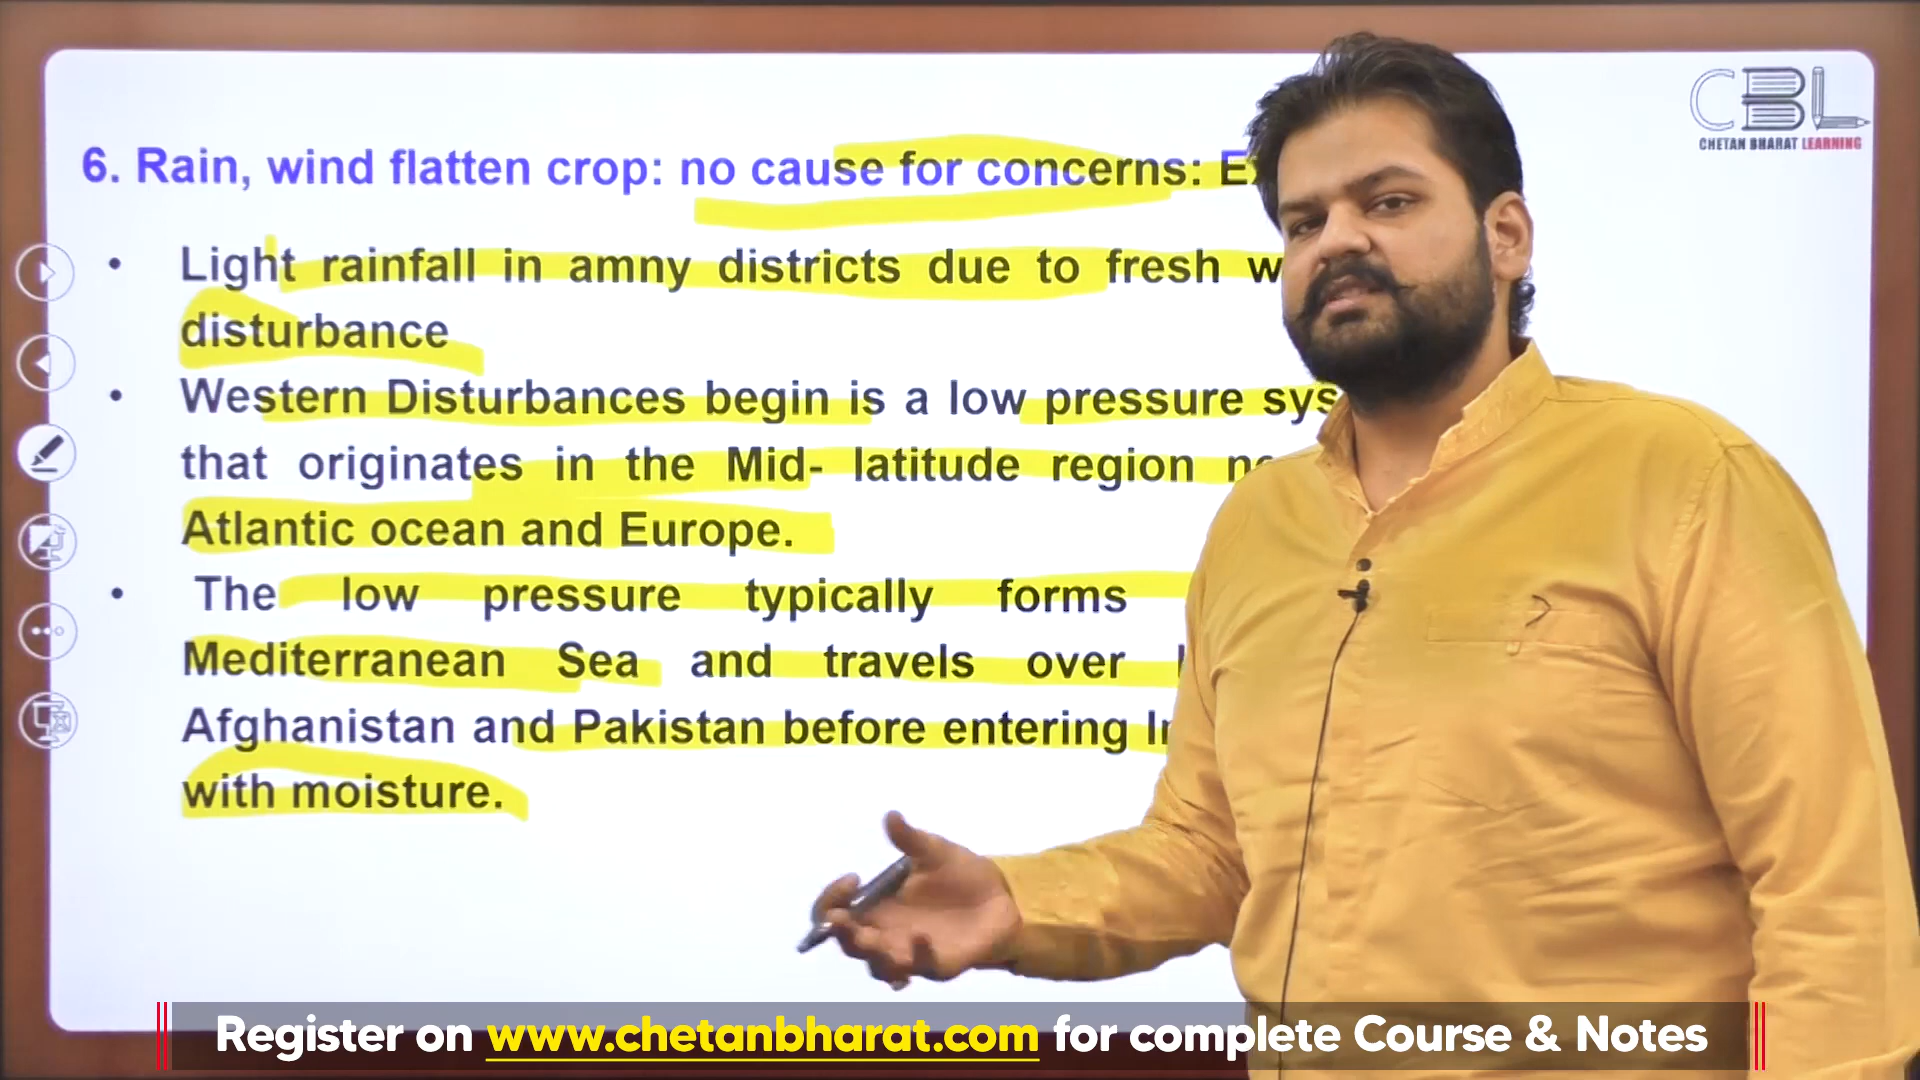 CBL
CHETAN BHARAT LEARNING
6. Rain, wind flatten crop: no cause for concerns:
• Light rainfall in amny districts due to fresh
disturbance
• Western Disturbances begin is a low pressure
that originates in the Mid- latitude region
Atlantic ocean and Europe.
• The low pressure typically forms
Mediterranean Sea and travels over
Afghanistan and Pakistan before entering
with moisture.
Register on www.chetanbharat.com for complete Course & Notes